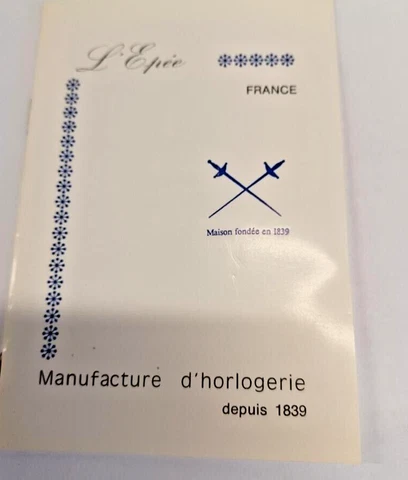 L'Epée
FRANCE
Maison fondée en 1839
Manufacture d'horlogerie
depuis 1839